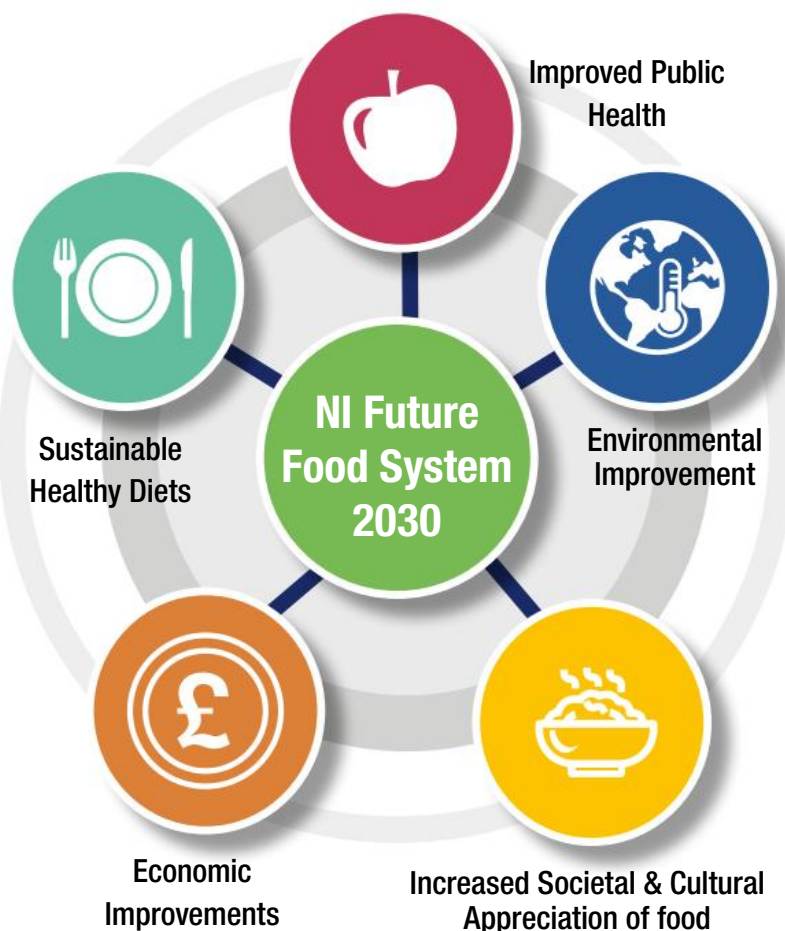 Improved Public
Health
Environmental
Improvement
Sustainable
Healthy Diets
NI Future
Food System
2030
£
Economic
Improvements
Increased Societal & Cultural
Appreciation of food